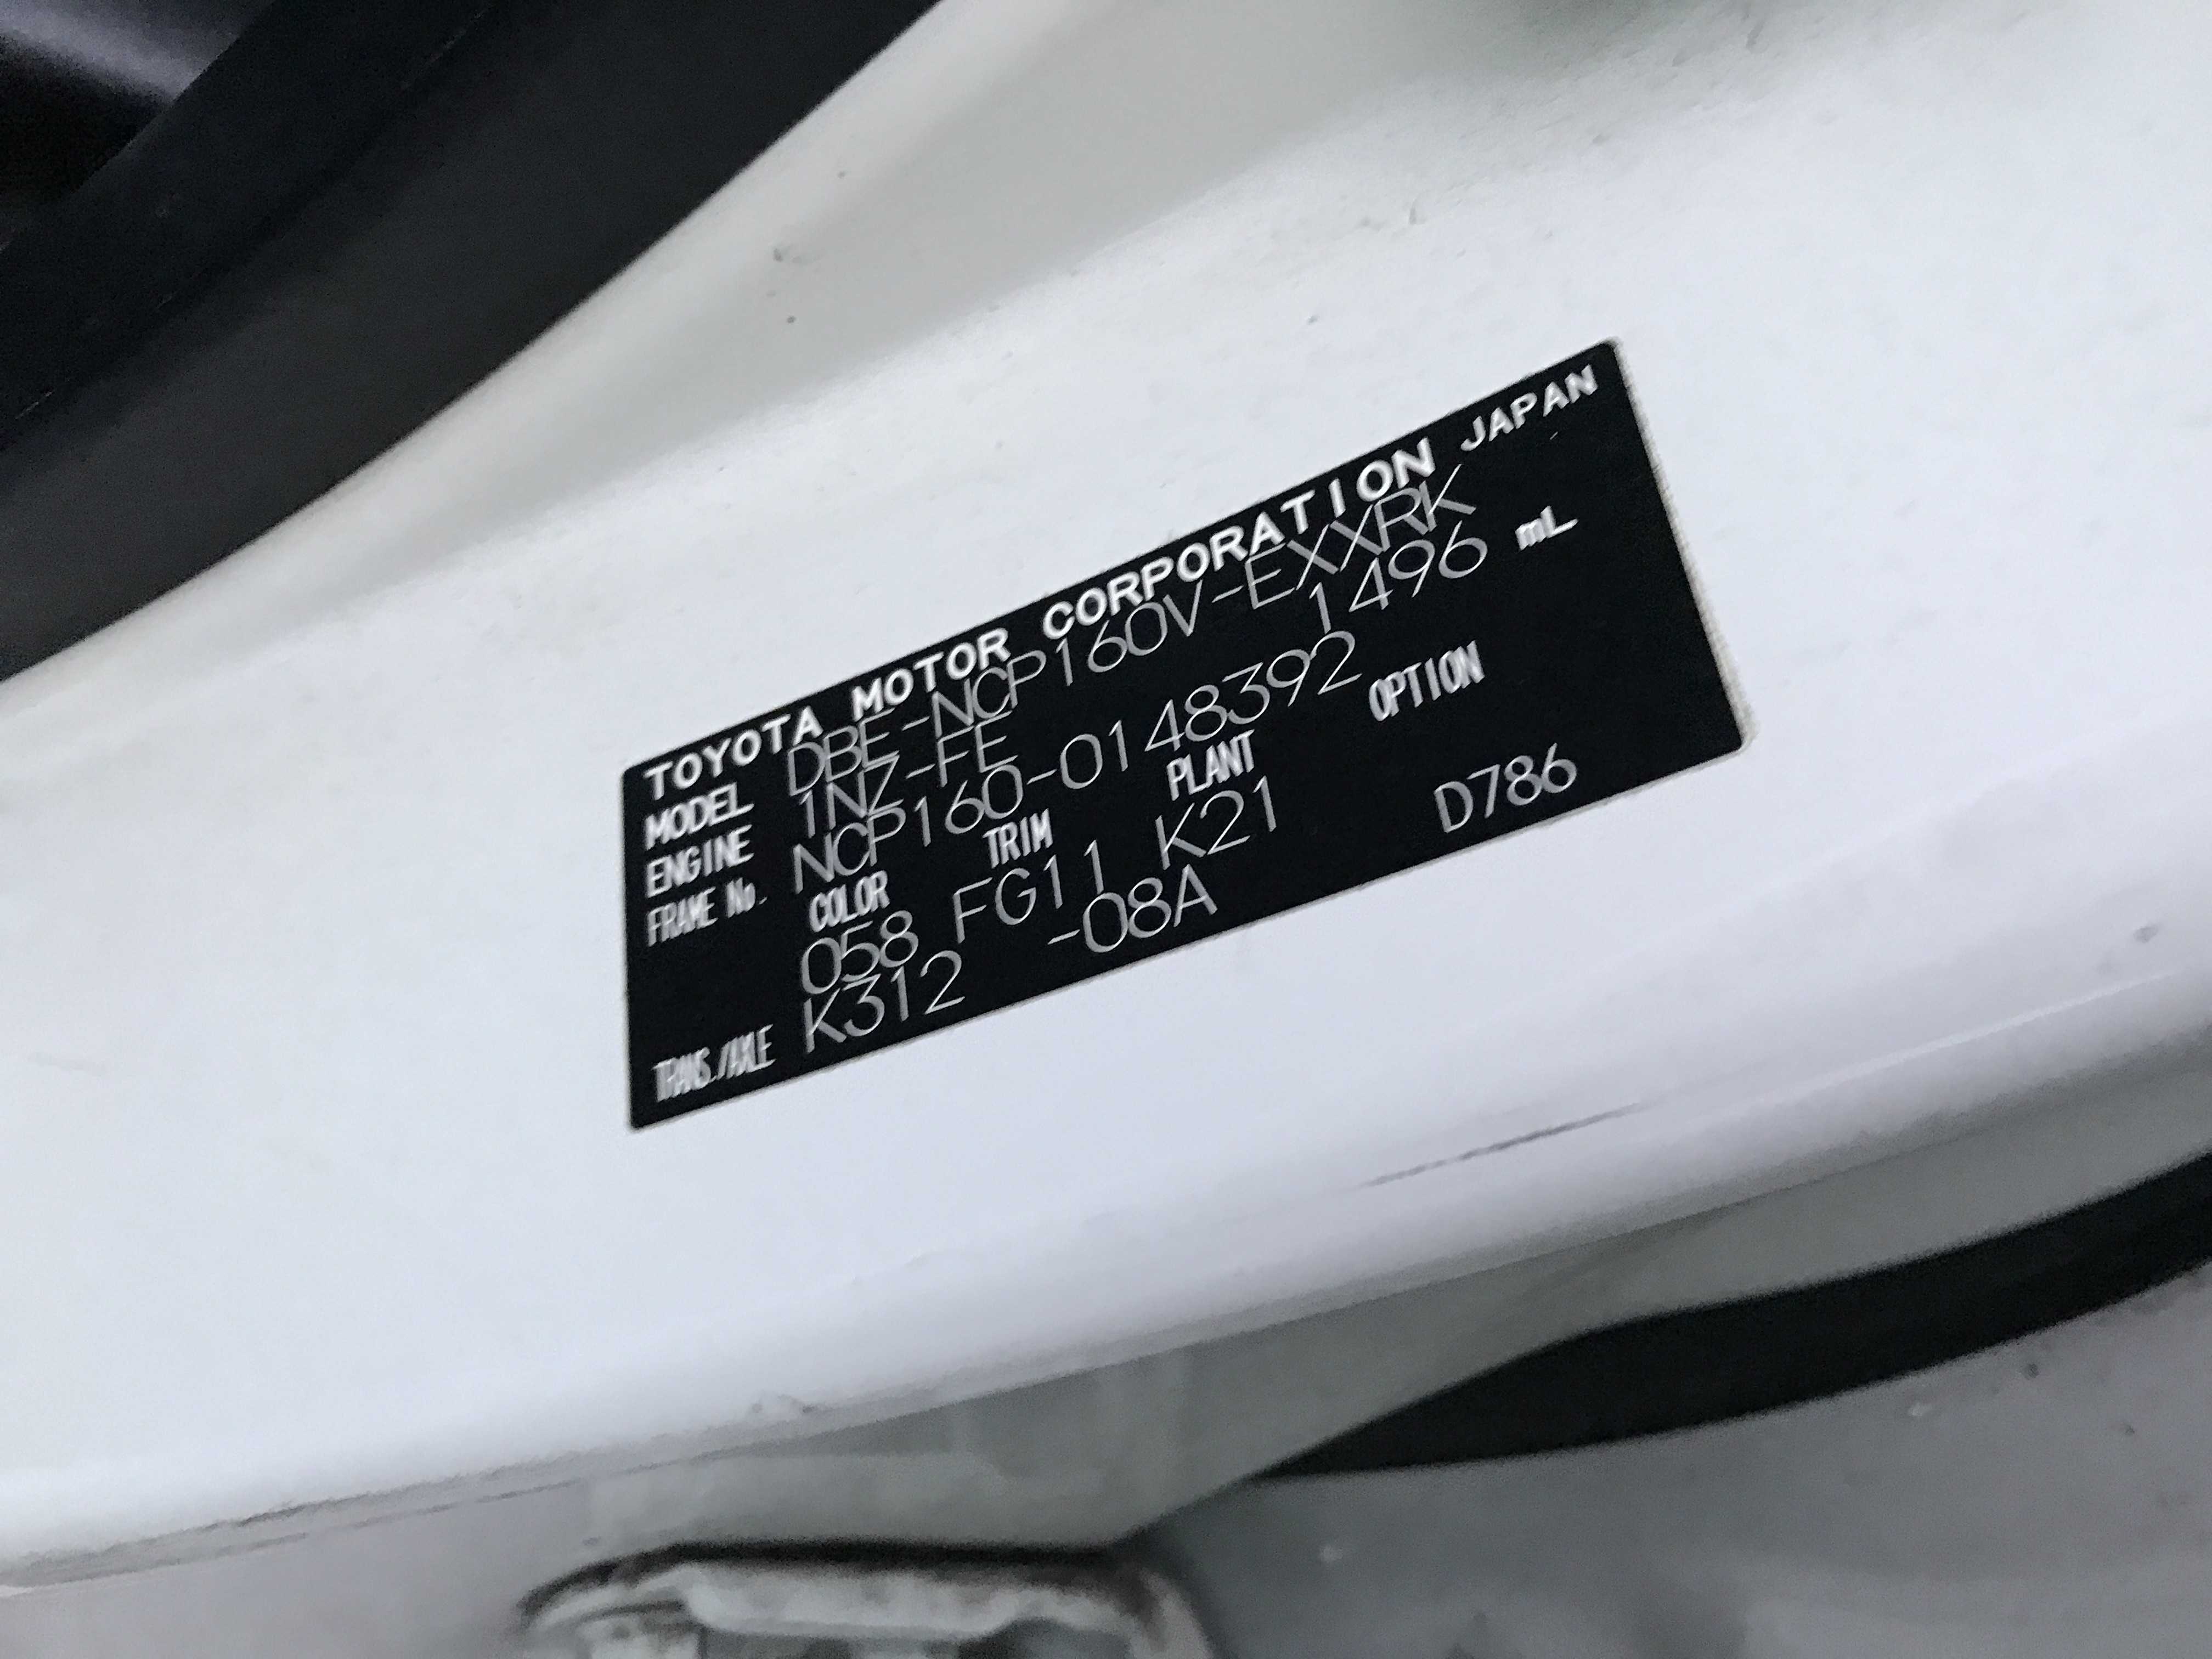 TOYOTA MOTOR CORPORATION JAPAN
MODEL DBE-NCP160V-EXXRK
ENGINE 1NZ-FE 1496 mL
FRAME No. NCP160-0148392
COLOR TRIM PLANT OPTION
058 FG11 K21
TRANS./AXLE K312 -08A D786